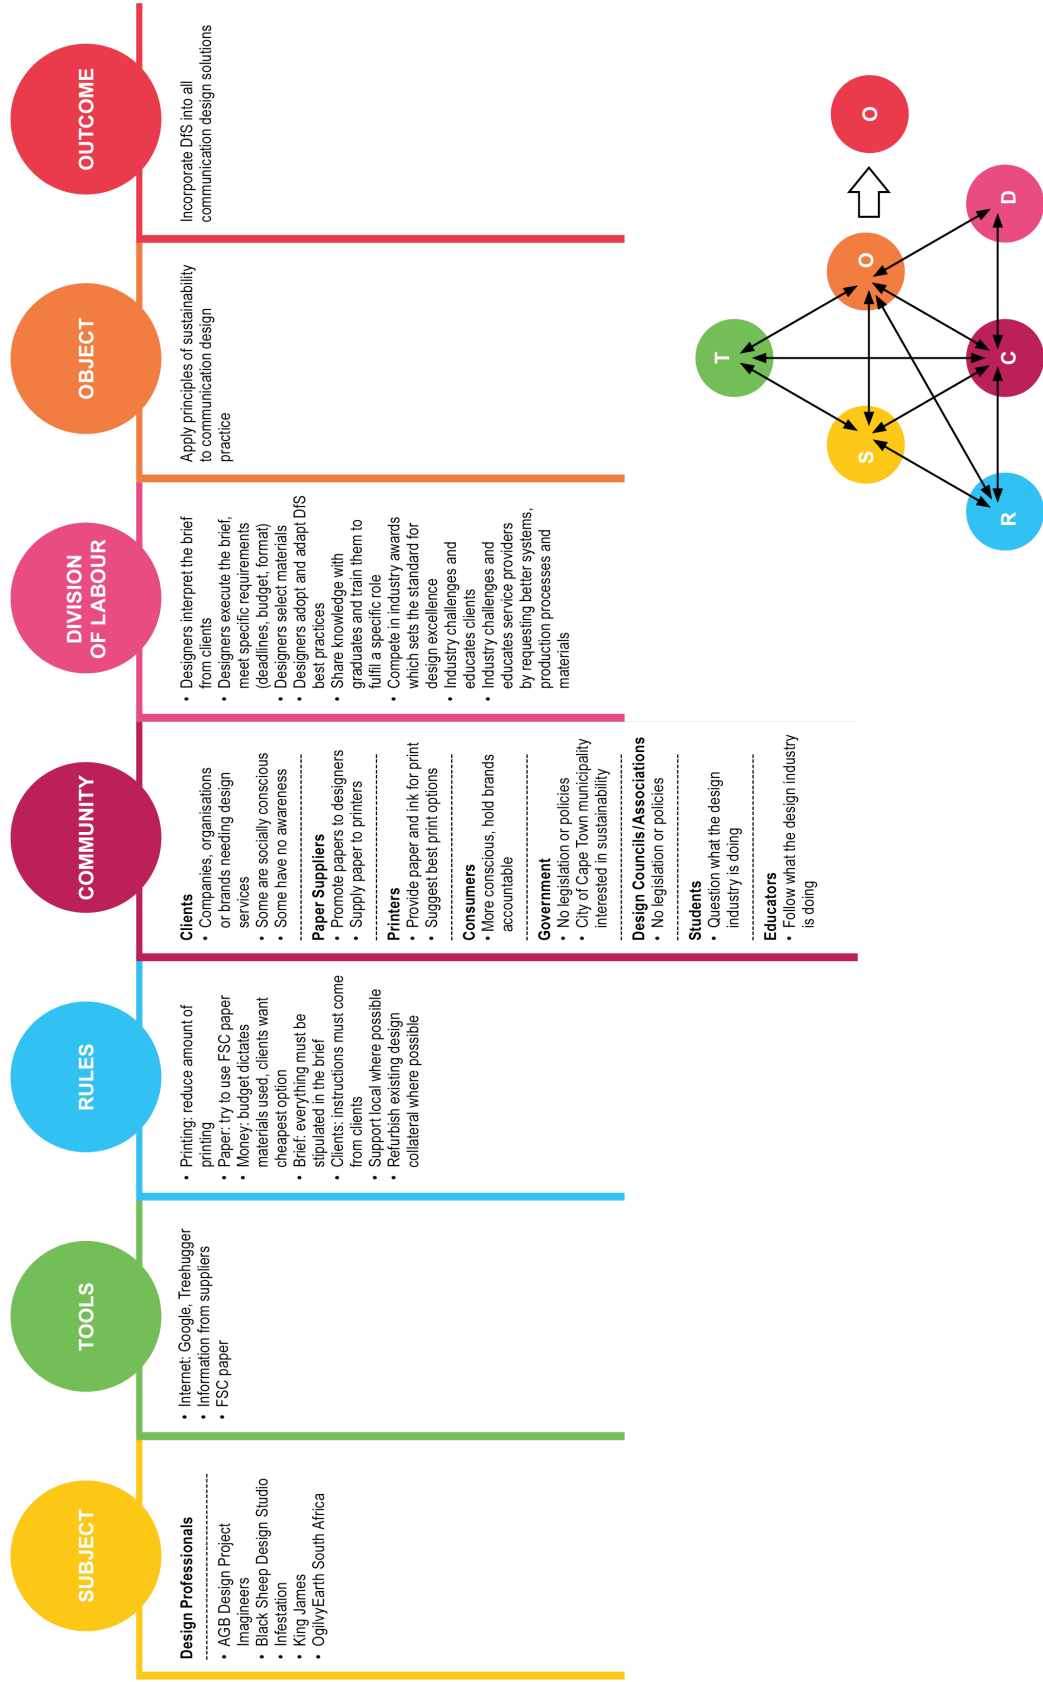 SUBJECT
Design Professionals
• AGB Design Project
Imagineers
• Black Sheep Design Studio
• Infestation
• King James
• OgilvyEarth South Africa
TOOLS
• Internet: Google, Treehugger
• Information from suppliers
• FSC paper
RULES
• Printing: reduce amount of
printing
• Paper: try to use FSC paper
• Money: budget dictates
materials used, clients want
cheapest option
• Brief: everything must be
stipulated in the brief
• Clients: instructions must come
from clients
• Support local where possible
• Refurbish existing design
collateral where possible
COMMUNITY
Clients
• Companies, organisations
or brands needing design
services
• Some are socially conscious
• Some have no awareness
Paper Suppliers
• Promote papers to designers
• Supply paper to printers
Printers
• Provide paper and ink for print
• Suggest best print options
Consumers
• More conscious, hold brands
accountable
Government
• No legislation or policies
• City of Cape Town municipality
interested in sustainability
Design Councils/Associations
• No legislation or policies
Students
• Question what the design
industry is doing
Educators
• Follow what the design industry
is doing
DIVISION
OF LABOUR
• Designers interpret the brief
from clients
• Designers execute the brief,
meet specific requirements
(deadlines, budget, format)
• Designers select materials
• Designers adopt and adapt DfS
best practices
• Share knowledge with
graduates and train them to
fulfil a specific role
• Compete in industry awards
which sets the standard for
design excellence
• Industry challenges and
educates clients
• Industry challenges and
educates service providers
by requesting better systems,
production processes and
materials
OBJECT
Apply principles of sustainability
to communication design
practice
OUTCOME
Incorporate DfS into all
communication design solutions
T
S
O
O
R
C
D